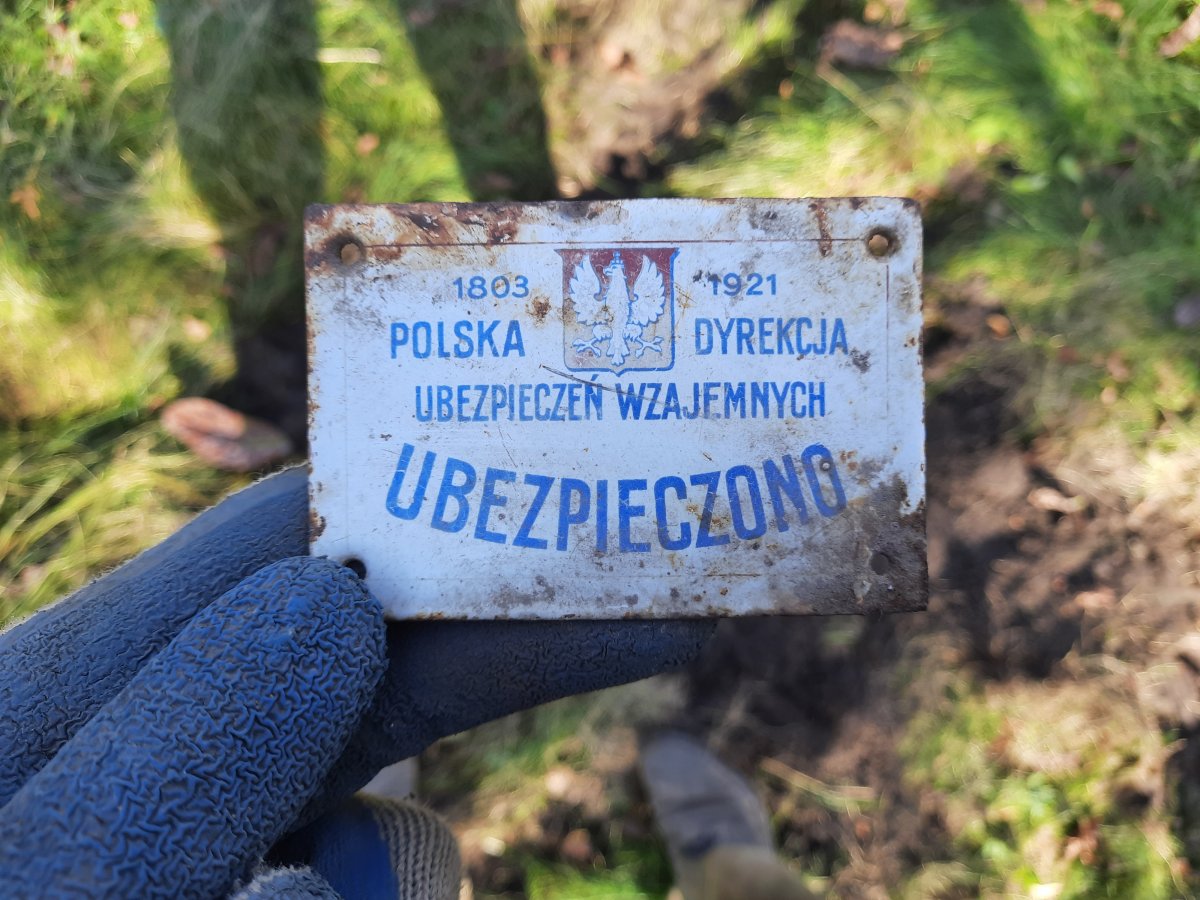 1803 1921
POLSKA DYREKCJA
UBEZPIECZEŃ WZAJEMNYCH
UBEZPIECZONO